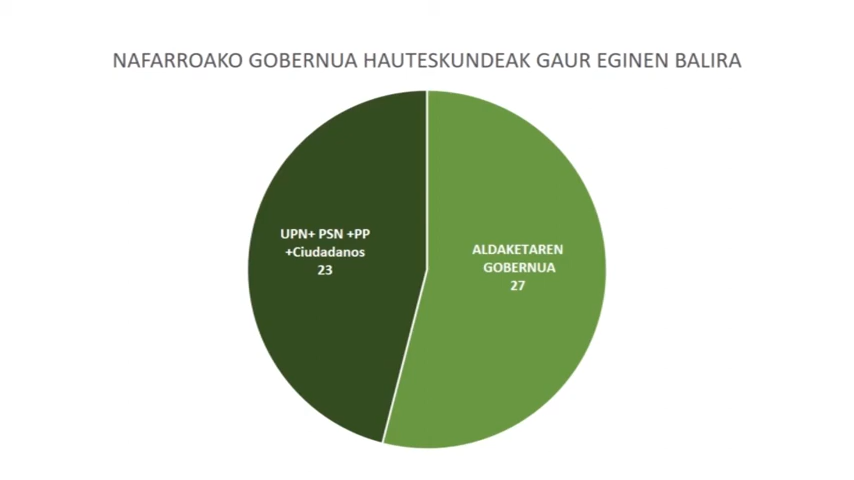 NAFARROAKO GOBERNUA HAUTESKUNDEAK GAUR EGINEN BALIRA
UPN+ PSN +PP
+Ciudadanos
23
ALDAKETAREN
GOBERNUA
27